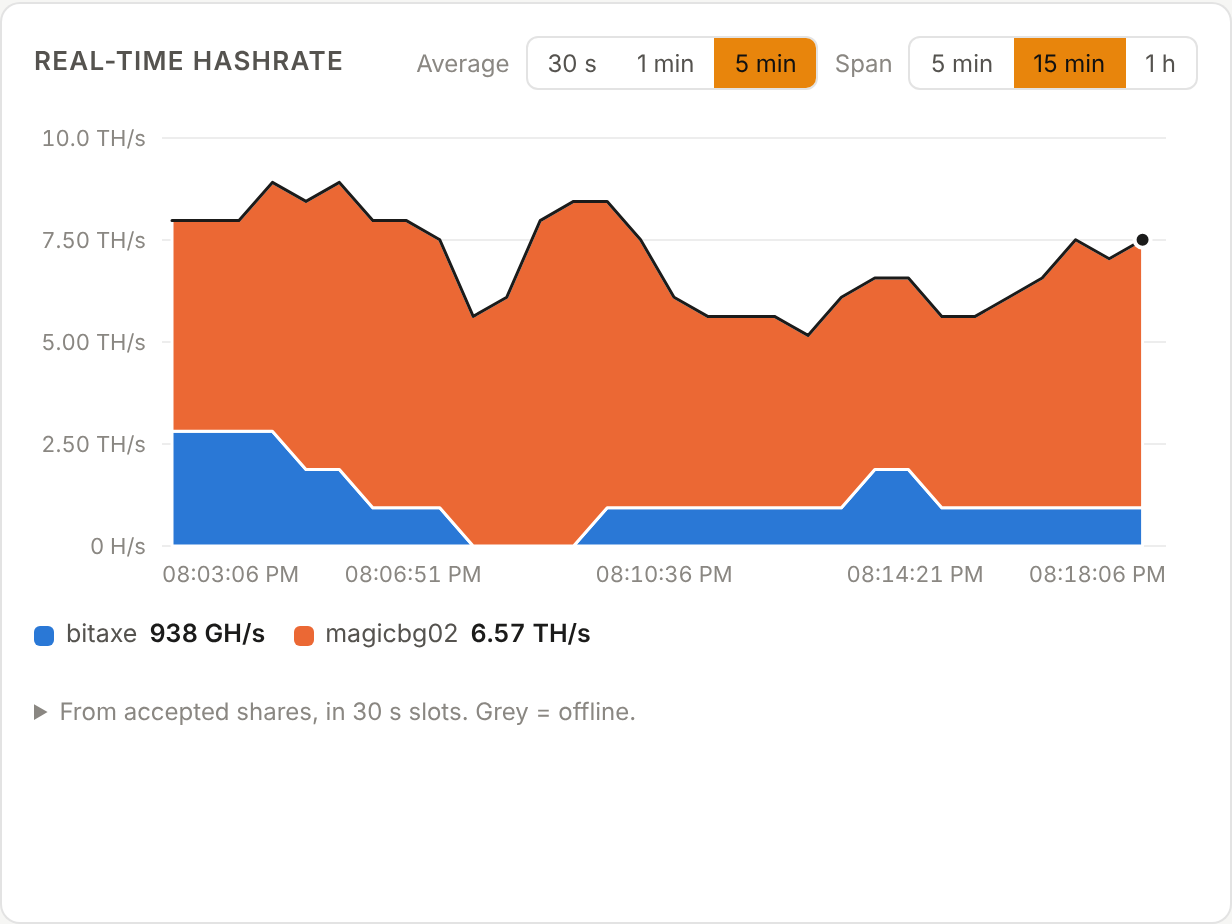 REAL-TIME HASHRATE Average 30 s 1 min 5 min Span 5 min 15 min 1 h
10.0 TH/s
7.50 TH/s
5.00 TH/s
2.50 TH/s
0 H/s
08:03:06 PM 08:06:51 PM 08:10:36 PM 08:14:21 PM 08:18:06 PM
bitaxe 938 GH/s magicbg02 6.57 TH/s
From accepted shares, in 30 s slots. Grey = offline.